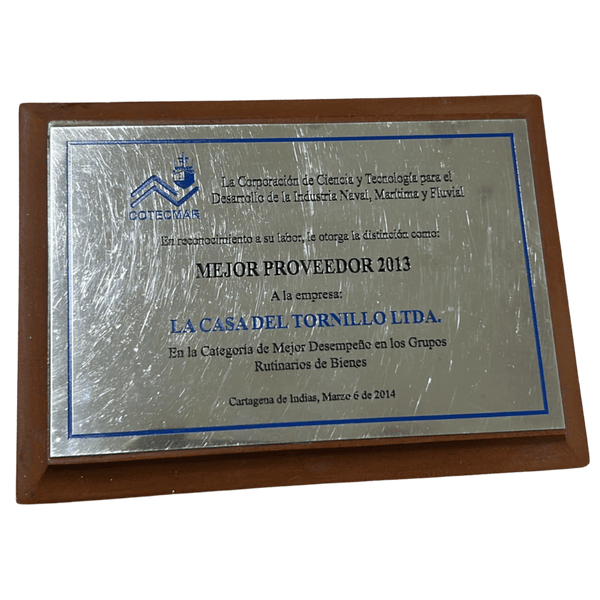 COTECMAR
La Corporación de Ciencia y Tecnología para el
Desarrollo de la Industria Naval, Marítima y Fluvial
En reconocimiento a su labor, le otorga la distinción como:
MEJOR PROVEEDOR 2013
A la empresa:
LA CASA DEL TORNILLO LTDA.
En la Categoría de Mejor Desempeño en los Grupos
Rutinarios de Bienes
Cartagena de Indias, Marzo 6 de 2014